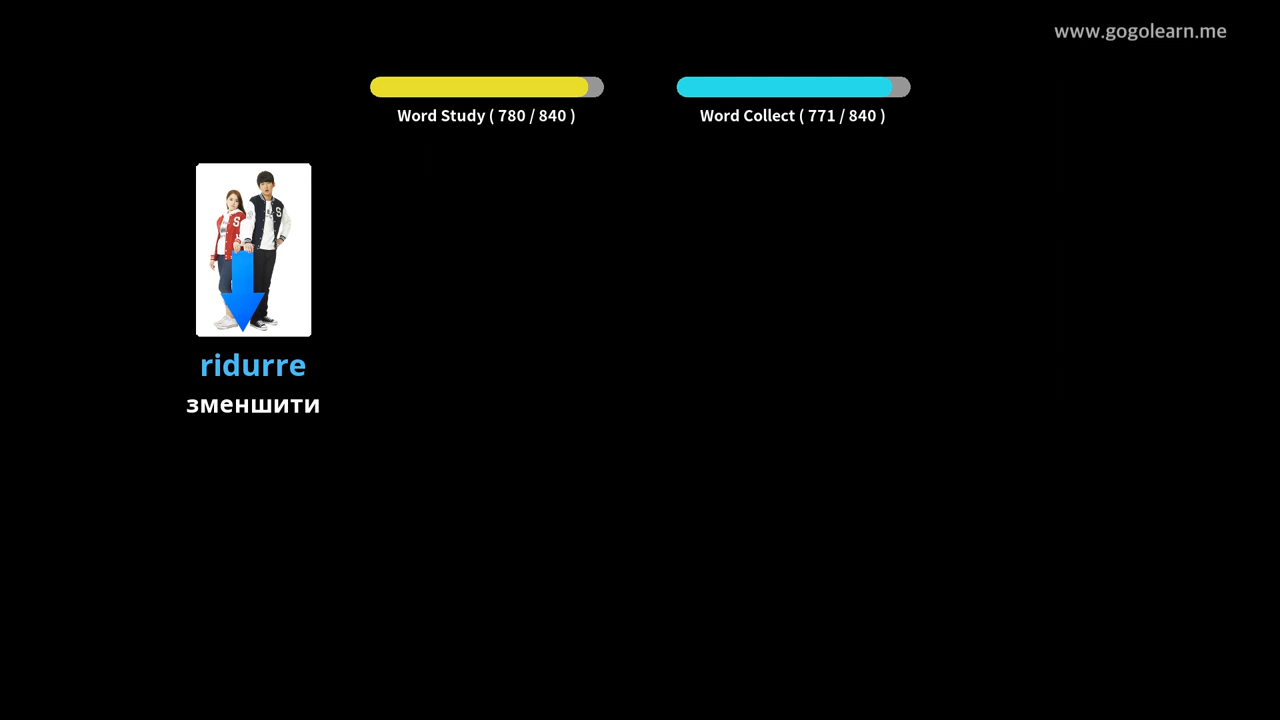 www.gogolearn.me
Word Study ( 780 / 840 )
Word Collect ( 771 / 840 )
S
S
ridurre
зменшити